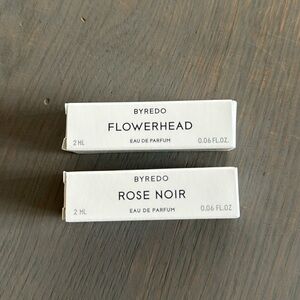 BYREDO
FLOWERHEAD
2 ML EAU DE PARFUM 0.06 FL.OZ.
BYREDO
ROSE NOIR
2 ML EAU DE PARFUM 0.06 FL.OZ